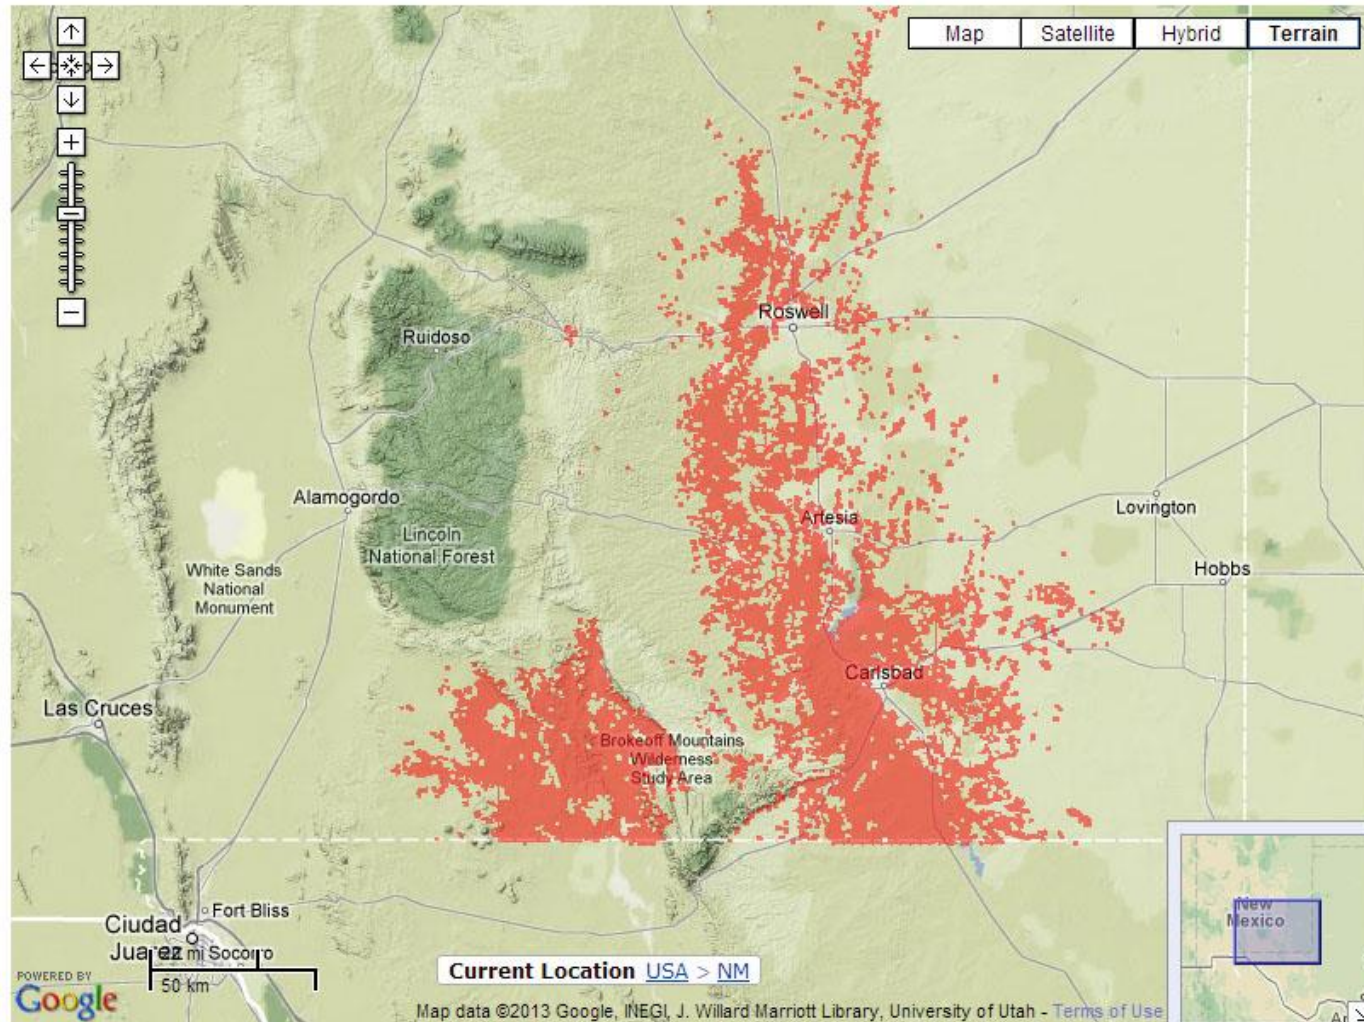 Map Satellite Hybrid Terrain
Roswell
Ruidoso
Alamogordo
Lincoln
National Forest
Artesia
Lovington
White Sands
National
Monument
Hobbs
Carlsbad
Las Cruces
Brokeoff Mountains
Wilderness
Study Area
Fort Bliss
Ciudad
Juarez
mi Socorro
50 km
New
Mexico
Current Location USA > NM
POWERED BY
Google
Map data ©2013 Google, INEGI, J. Willard Marriott Library, University of Utah - Terms of Use